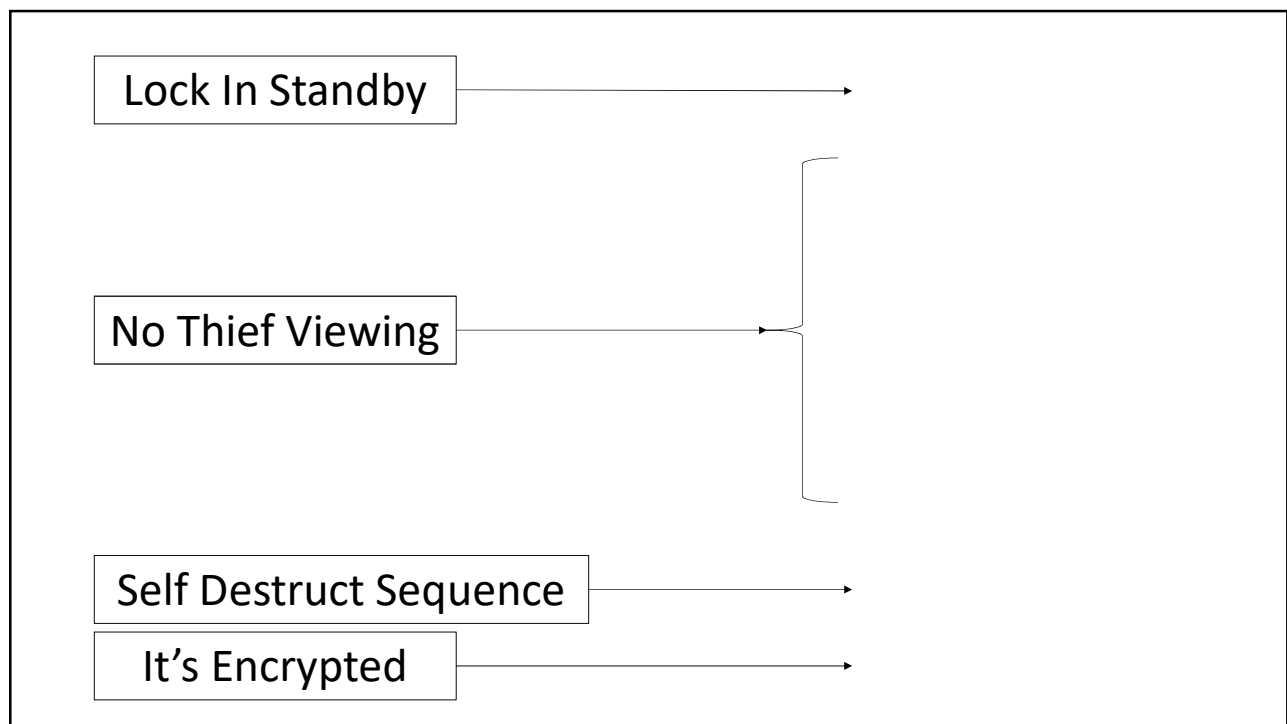 Lock In Standby
No Thief Viewing
Self Destruct Sequence
It’s Encrypted